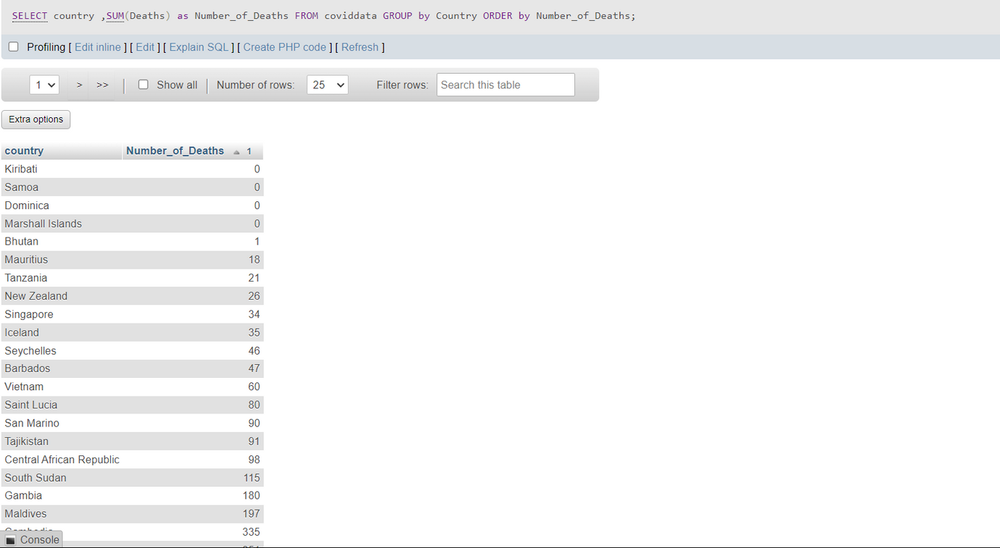 SELECT country ,SUM(Deaths) as Number_of_Deaths FROM coviddata GROUP by Country ORDER by Number_of_Deaths;
Profiling [ Edit inline ] [ Edit ] [ Explain SQL ] [ Create PHP code ] [ Refresh ]
1 > >> | Show all | Number of rows: 25 Filter rows: Search this table
Extra options
country Number_of_Deaths 1
Kiribati 0
Samoa 0
Dominica 0
Marshall Islands 0
Bhutan 1
Mauritius 18
Tanzania 21
New Zealand 26
Singapore 34
Iceland 35
Seychelles 46
Barbados 47
Vietnam 60
Saint Lucia 80
San Marino 90
Tajikistan 91
Central African Republic 98
South Sudan 115
Gambia 180
Maldives 197
Cambodia 335
Console